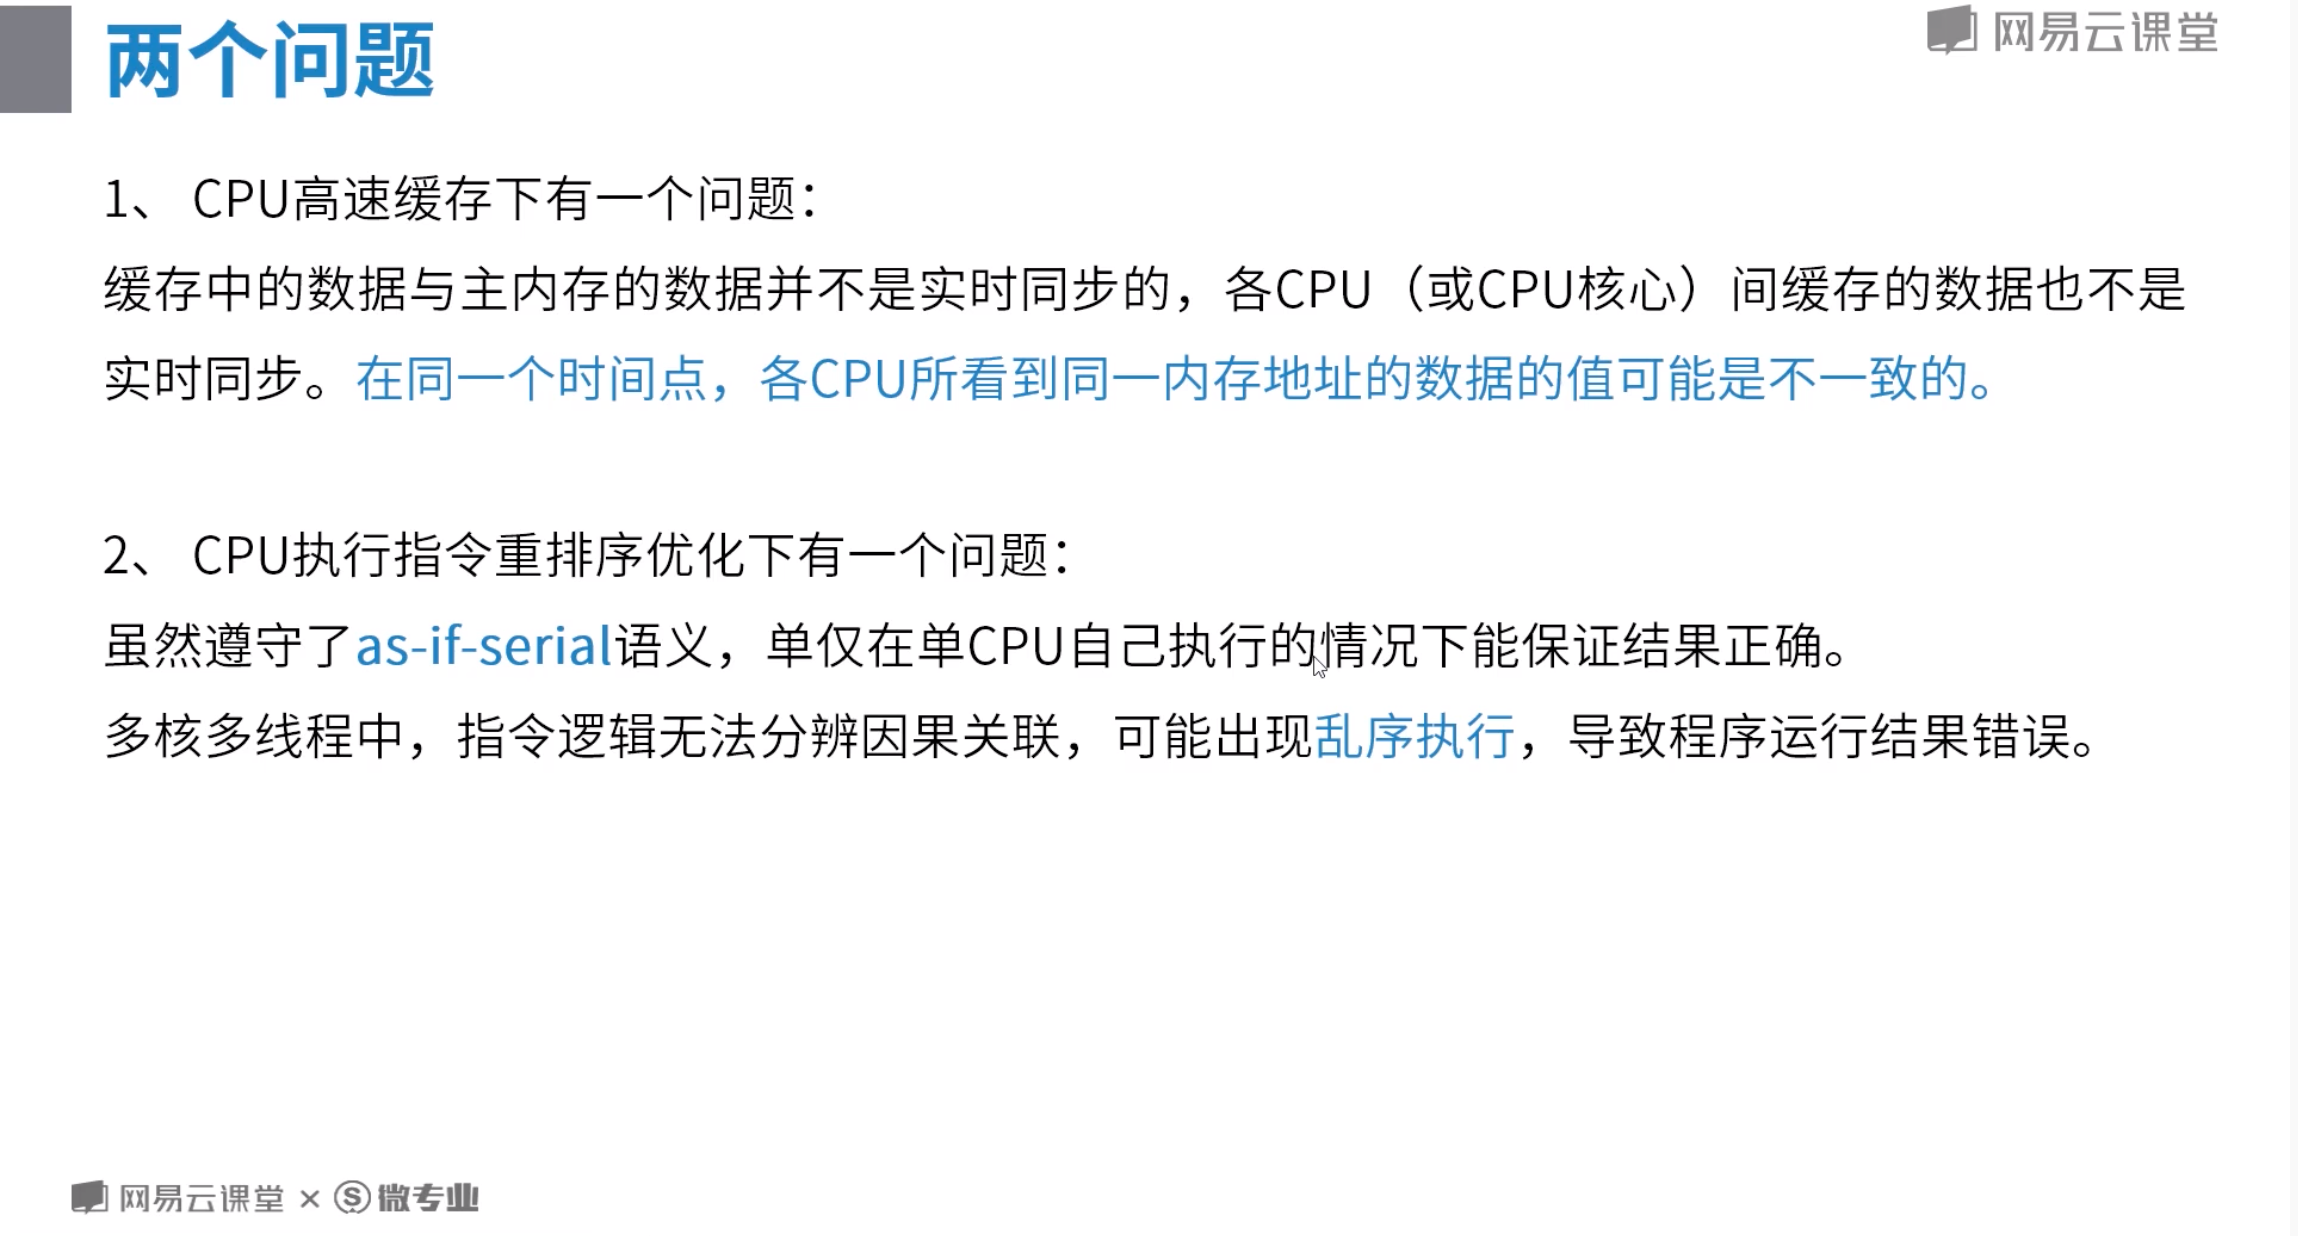 两个问题
网易云课堂
1、 CPU高速缓存下有一个问题：
缓存中的数据与主内存的数据并不是实时同步的，各CPU（或CPU核心）间缓存的数据也不是
实时同步。在同一个时间点，各CPU所看到同一内存地址的数据的值可能是不一致的。
2、 CPU执行指令重排序优化下有一个问题：
虽然遵守了as-if-serial语义，单仅在单CPU自己执行的情况下能保证结果正确。
多核多线程中，指令逻辑无法分辨因果关联，可能出现乱序执行，导致程序运行结果错误。
网易云课堂 × S 微专业